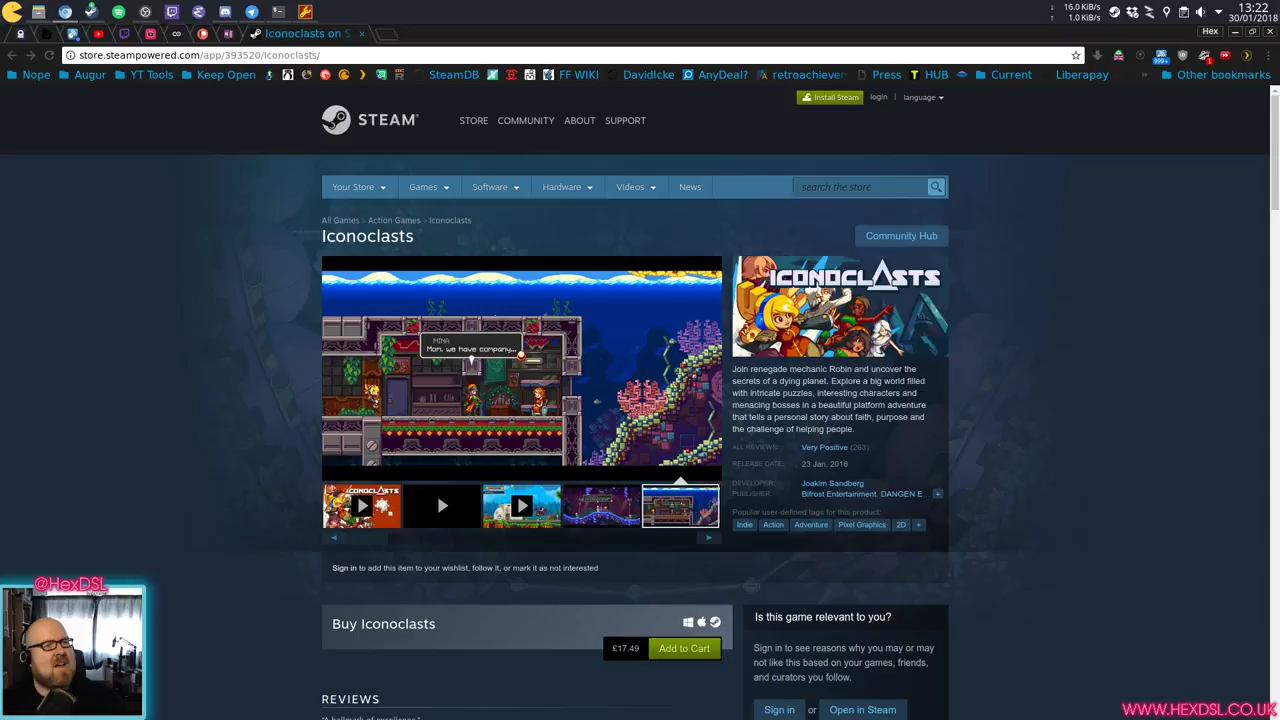 16.0 KiB/s
1.0 KiB/s
13:22
30/01/2018
Iconoclasts on S
Hex
store.steampowered.com/app/393520/Iconoclasts/
Nope
Augur
YT Tools
Keep Open
SteamDB
FF WIKI
DavidIcke
AnyDeal?
retroachiever
Press
HUB
Current
Liberapay
Other bookmarks
999+
1
Install Steam
login
language
STEAM
STORE COMMUNITY ABOUT SUPPORT
Your Store Games Software Hardware Videos News
search the store
All Games > Action Games > Iconoclasts
Iconoclasts
Community Hub
MINA
Mom, we have company...
ICONOCLASTS
Join renegade mechanic Robin and uncover the
secrets of a dying planet. Explore a big world filled
with intricate puzzles, interesting characters and
menacing bosses in a beautiful platform adventure
that tells a personal story about faith, purpose and
the challenge of helping people.
ALL REVIEWS: Very Positive (263)
RELEASE DATE: 23 Jan, 2018
DEVELOPER: Joakim Sandberg
PUBLISHER: Bifrost Entertainment, DANGEN E... +
Popular user-defined tags for this product:
Indie Action Adventure Pixel Graphics 2D +
ICONOCLASTS
Sign in to add this item to your wishlist, follow it, or mark it as not interested
@HexDSL
Buy Iconoclasts
£17.49 Add to Cart
Is this game relevant to you?
Sign in to see reasons why you may or may
not like this based on your games, friends,
and curators you follow.
Sign in or Open in Steam
REVIEWS
"A hallmark of excellence."
WWW.HEXDSL.CO.UK